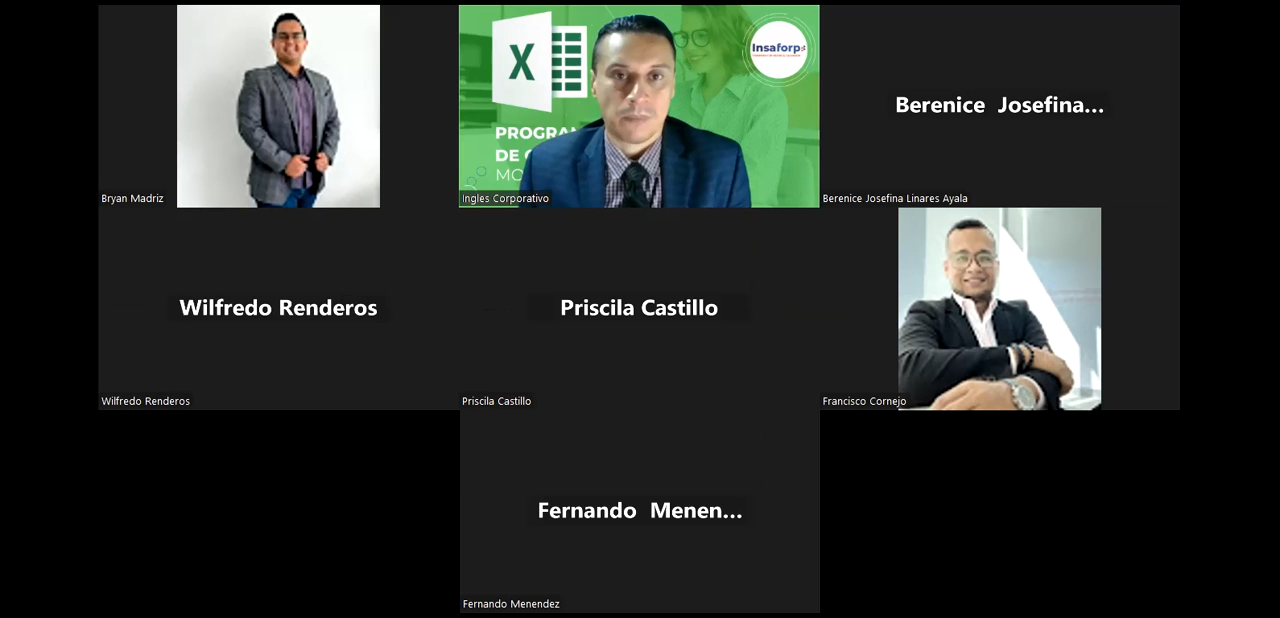 Bryan Madriz
X
Insaforp
PROGRAM
DE
MO
Ingles Corporativo
Berenice Josefina...
Berenice Josefina Linares Ayala
Wilfredo Renderos
Wilfredo Renderos
Priscila Castillo
Priscila Castillo
Francisco Cornejo
Fernando Menen...
Fernando Menendez